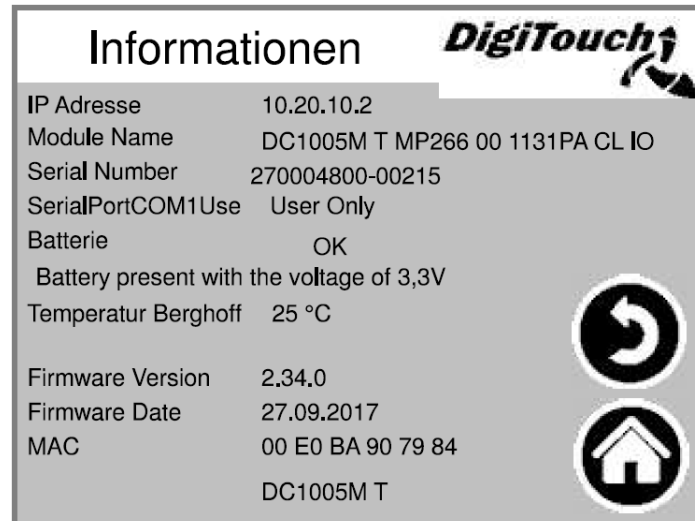 Informationen
DigiTouch
IP Adresse 10.20.10.2
Module Name DC1005M T MP266 00 1131PA CL IO
Serial Number 270004800-00215
SerialPortCOM1Use User Only
Batterie OK
Battery present with the voltage of 3,3V
Temperatur Berghoff 25 °C
Firmware Version 2.34.0
Firmware Date 27.09.2017
MAC 00 E0 BA 90 79 84
DC1005M T